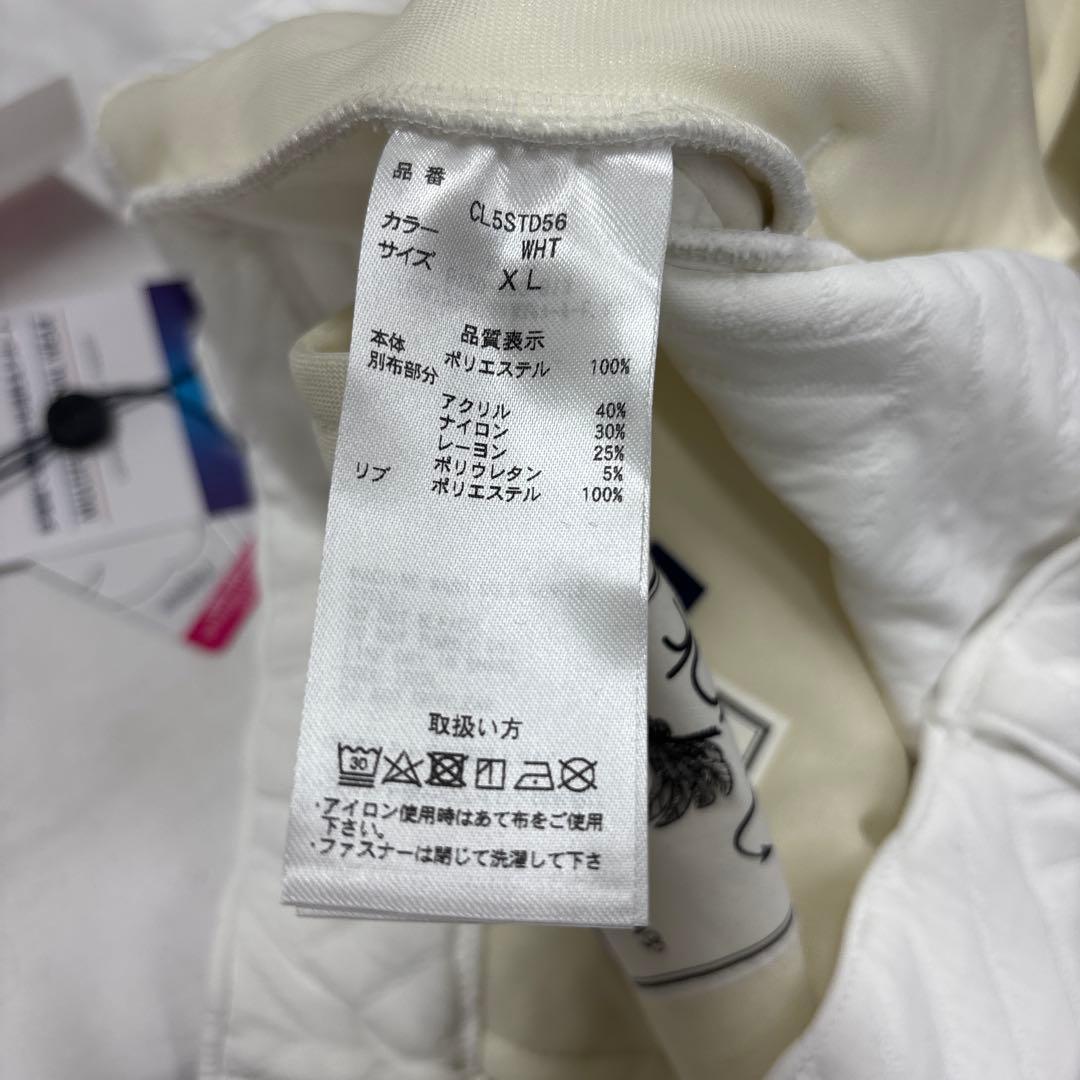 品番
CL5STD56
カラー WHT
サイズ XL
品質表示
本体 ポリエステル 100%
別布部分
アクリル 40%
ナイロン 30%
レーヨン 25%
ポリウレタン 5%
リブ ポリエステル 100%
取扱い方
30
・アイロン使用時はあて布をご使用
下さい。
・ファスナーは閉じて洗濯して下さ